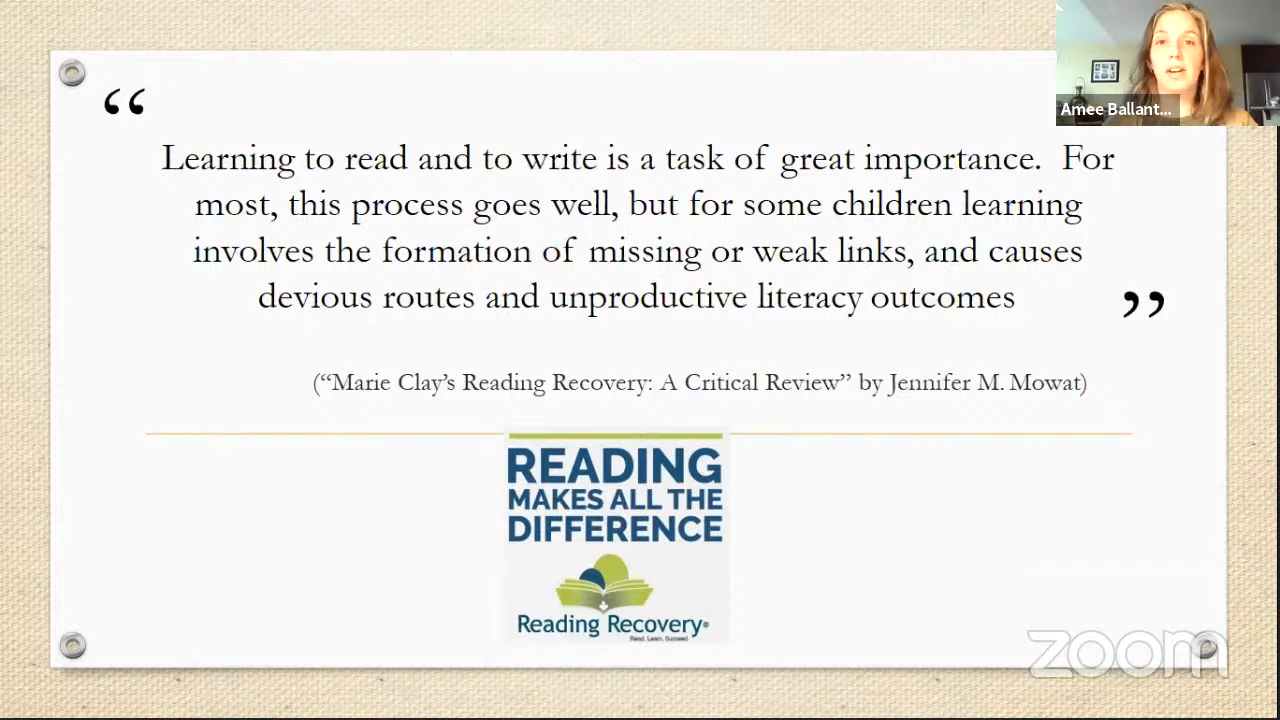 Amee Ballant...
“
Learning to read and to write is a task of great importance.  For
most, this process goes well, but for some children learning
involves the formation of missing or weak links, and causes
devious routes and unproductive literacy outcomes
”
(“Marie Clay’s Reading Recovery: A Critical Review” by Jennifer M. Mowat)
READING
MAKES ALL THE
DIFFERENCE
Reading Recovery®
Read. Learn. Succeed
zoom